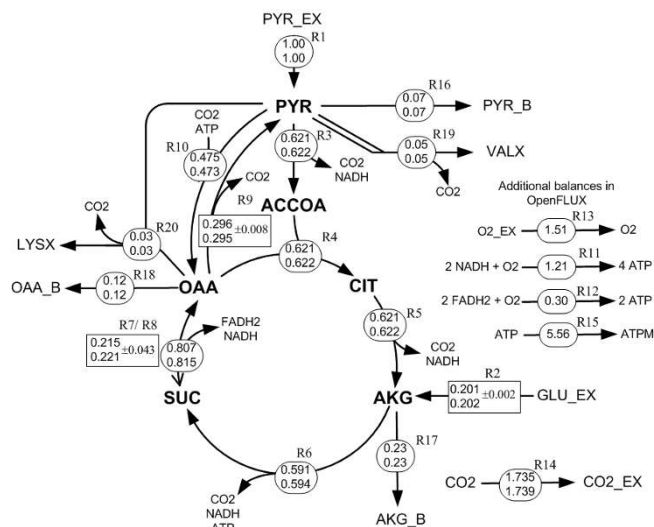 PYR_EX
R1
1.00
1.00
PYR
R16
0.07
0.07
PYR_B
CO2
ATP
R10
0.475
0.473
R3
0.621
0.622
CO2
NADH
R19
0.05
0.05
VALX
CO2
CO2
R9
0.296
0.295 ±0.008
ACCOA
Additional balances in
OpenFLUX
R13
O2_EX 1.51 O2
CO2
R20
0.03
0.03
LYSX
R4
0.621
0.622
R11
2 NADH + O2 1.21 4 ATP
OAA_B
R18
0.12
0.12
OAA
CIT
R12
2 FADH2 + O2 0.30 2 ATP
R7/ R8
0.215
0.221 ±0.043
0.807
0.815
FADH2
NADH
R5
0.621
0.622
CO2
NADH
R15
ATP 5.56 ATPM
SUC
AKG
R2
0.201
0.202 ±0.002
GLU_EX
R6
0.591
0.594
CO2
NADH
ATP
R17
0.23
0.23
AKG_B
R14
CO2
1.735
1.739
CO2_EX